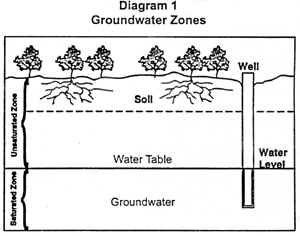 Diagram 1
Groundwater Zones
Well
Soil
Unsaturated Zone
Water Table
Water
Level
Saturated Zone
Groundwater